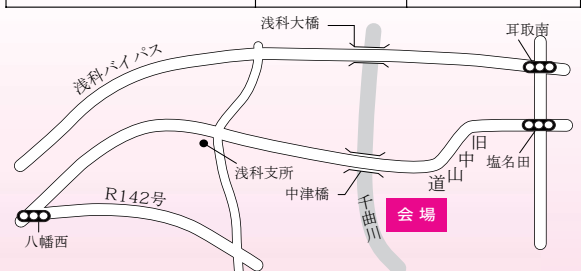 浅科大橋
耳取南
浅科バイパス
旧中山道
塩名田
浅科支所
中津橋
R142号
千曲川
会場
八幡西